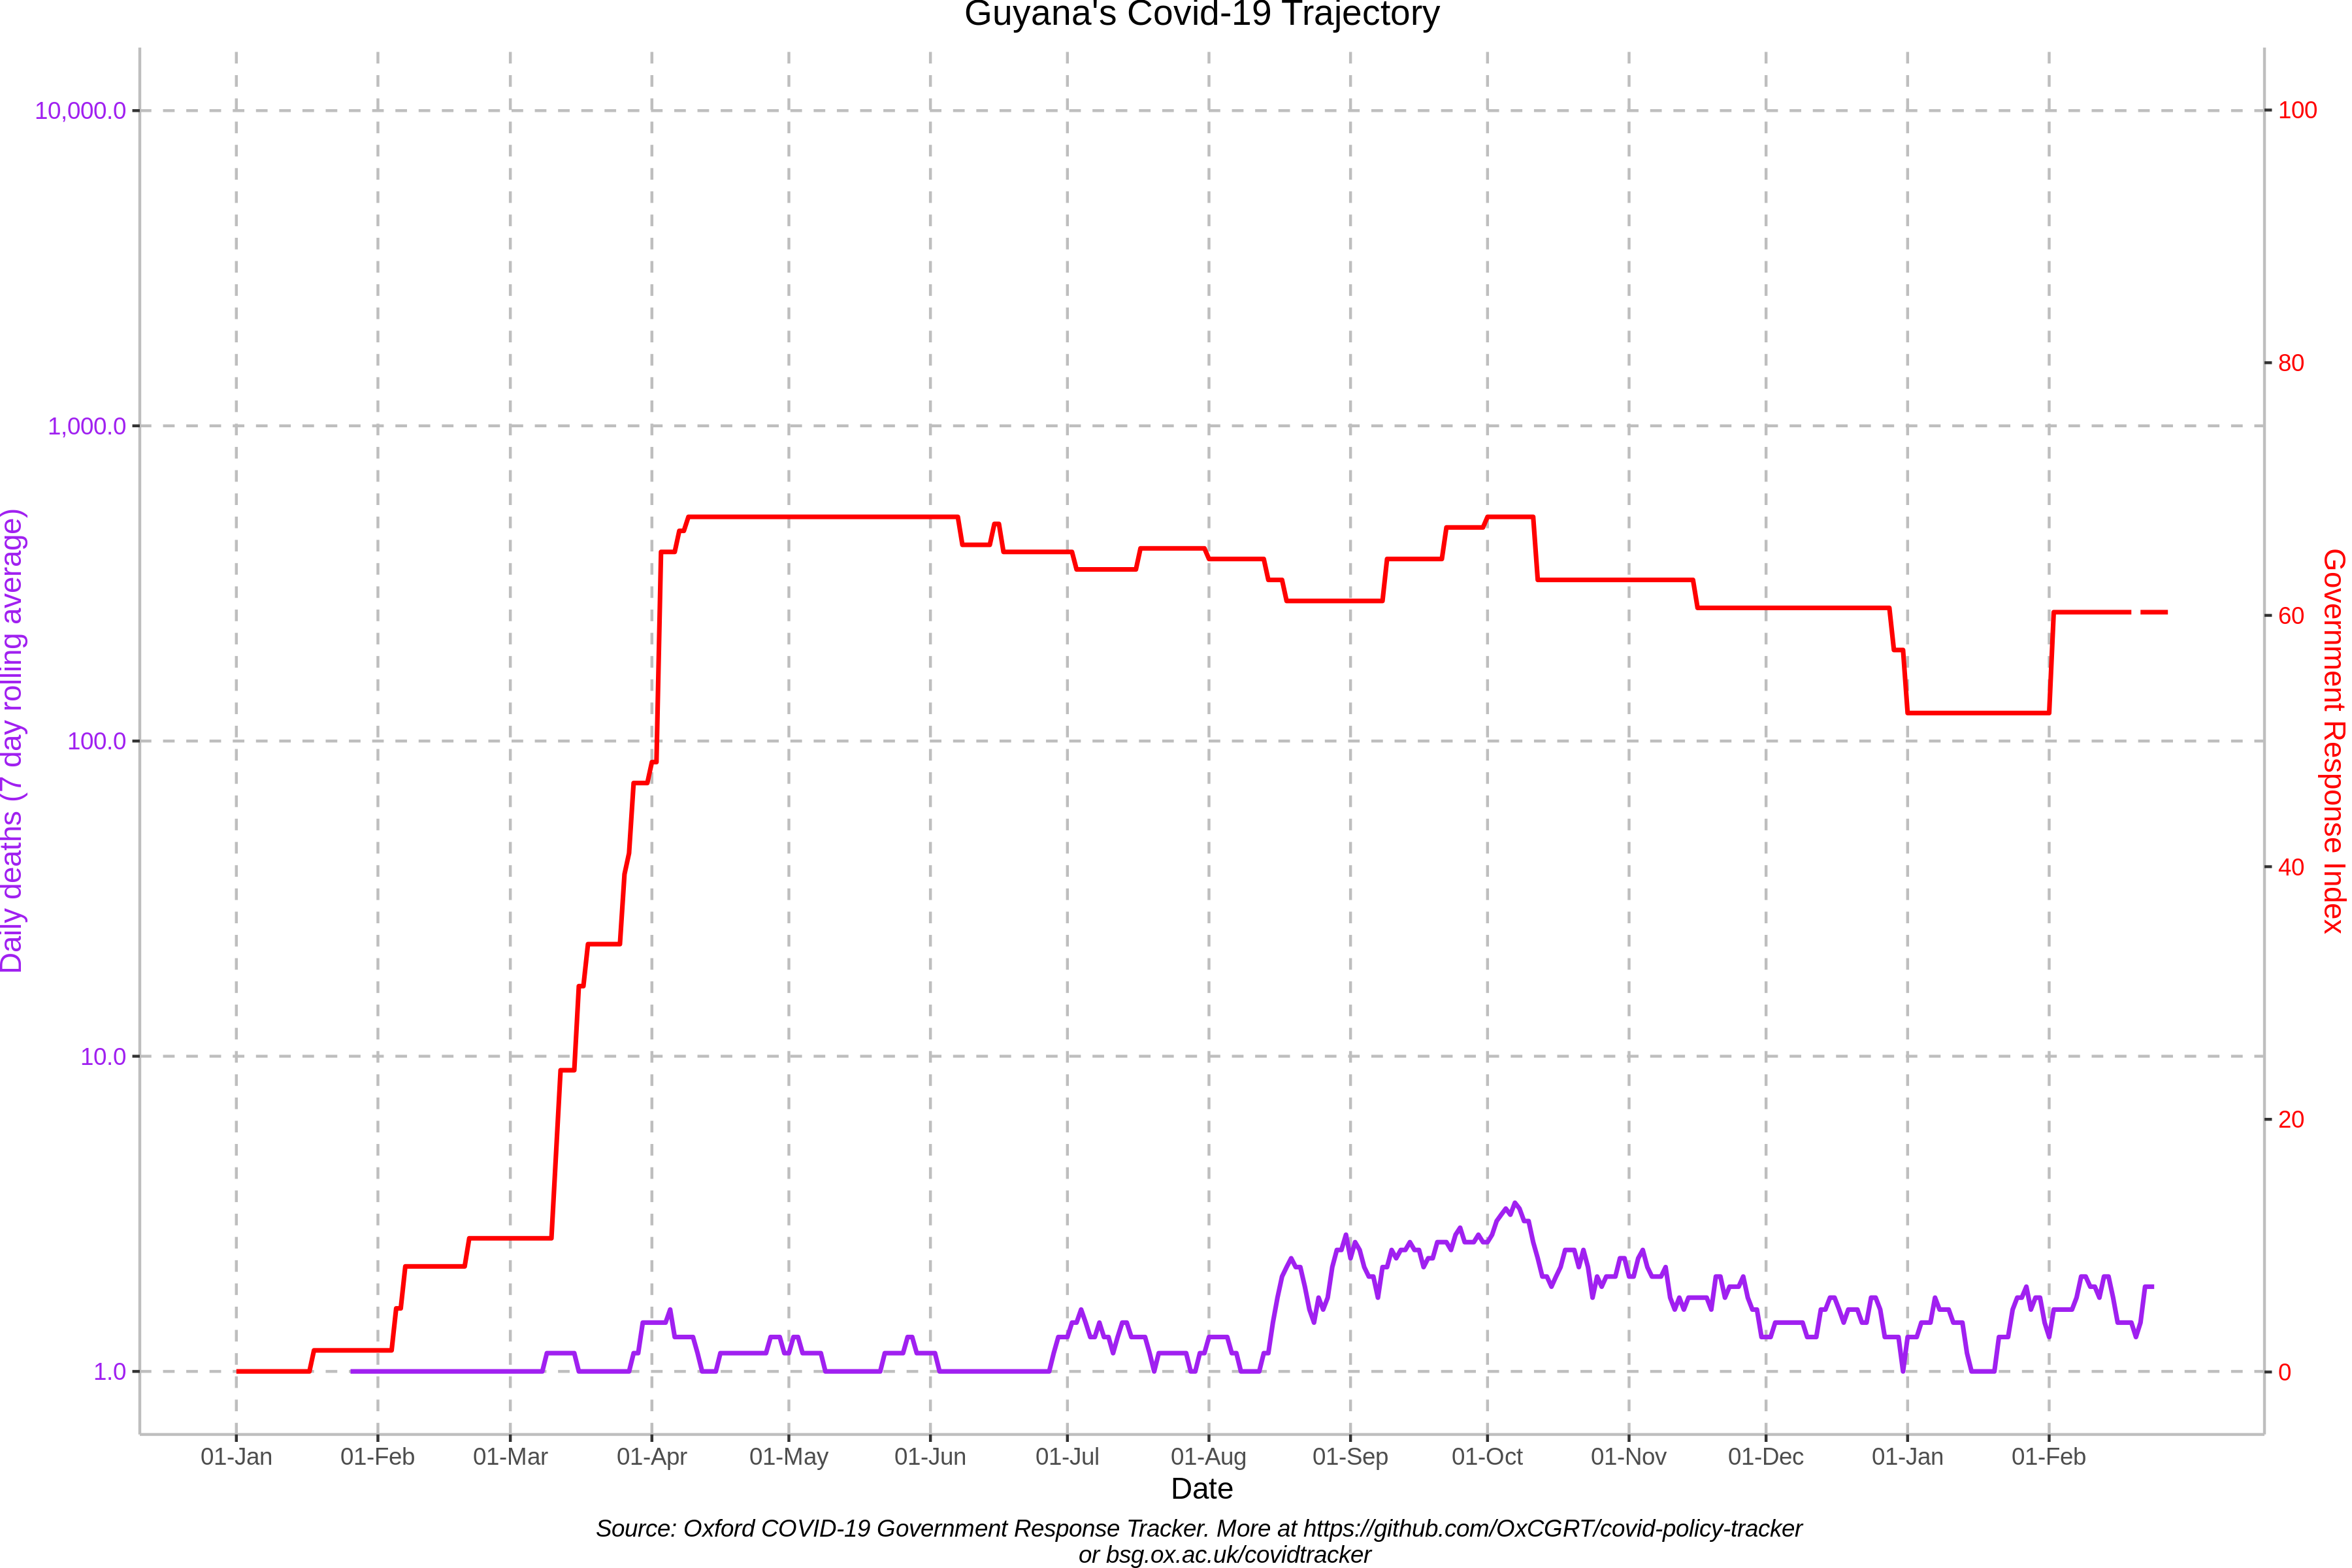 Guyana's Covid-19 Trajectory
10,000.0
1,000.0
100.0
10.0
1.0
Daily deaths (7 day rolling average)
100
80
60
40
20
0
Government Response Index
01-Jan 01-Feb 01-Mar 01-Apr 01-May 01-Jun 01-Jul 01-Aug 01-Sep 01-Oct 01-Nov 01-Dec 01-Jan 01-Feb
Date
Source: Oxford COVID-19 Government Response Tracker. More at https://github.com/OxCGRT/covid-policy-tracker
or bsg.ox.ac.uk/covidtracker